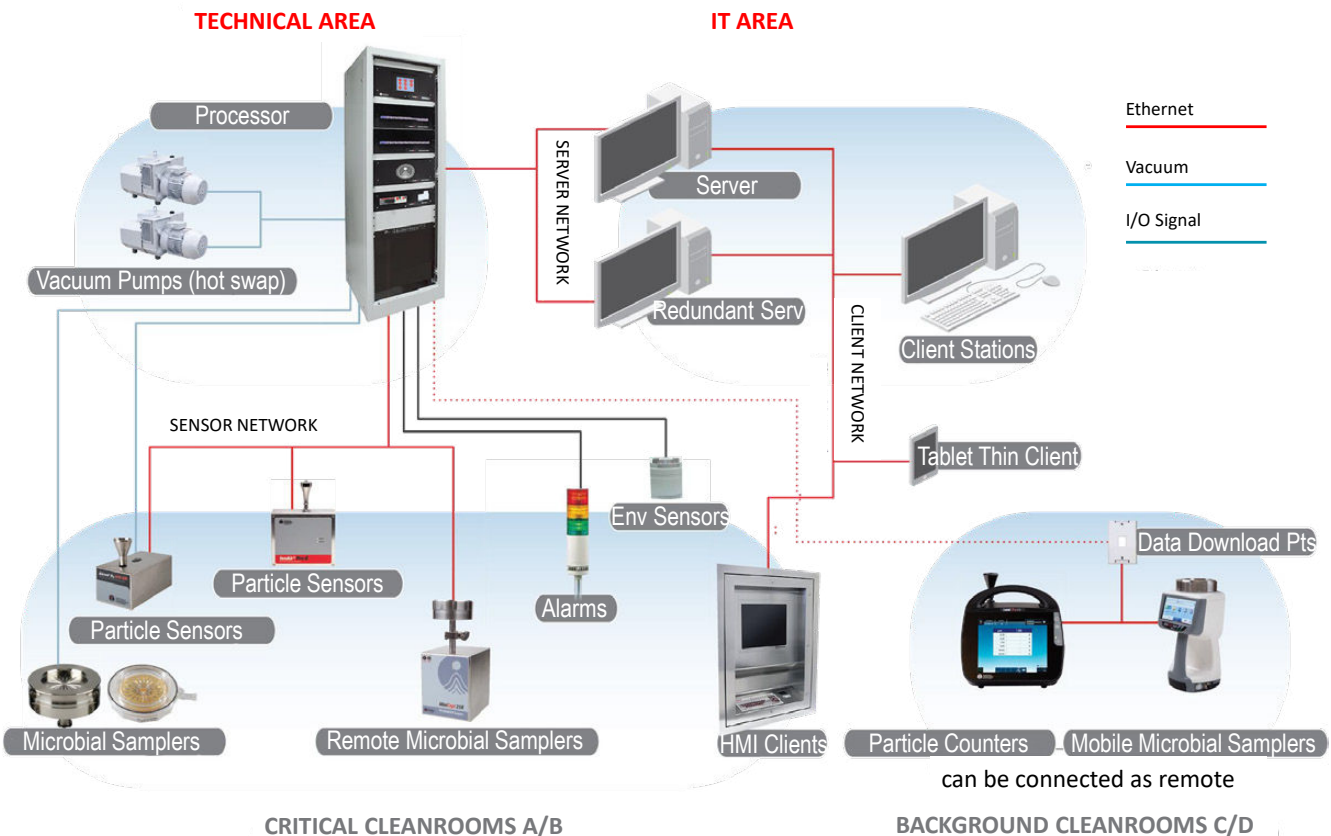 TECHNICAL AREA
IT AREA
Processor
Ethernet
Vacuum
I/O Signal
SERVER NETWORK
Server
Vacuum Pumps (hot swap)
Redundant Serv
Client Stations
CLIENT NETWORK
SENSOR NETWORK
Tablet Thin Client
Env Sensors
Data Download Pts
Particle Sensors
Alarms
Particle Sensors
Microbial Samplers
Remote Microbial Samplers
HMI Clients
Particle Counters
Mobile Microbial Samplers
can be connected as remote
CRITICAL CLEANROOMS A/B
BACKGROUND CLEANROOMS C/D